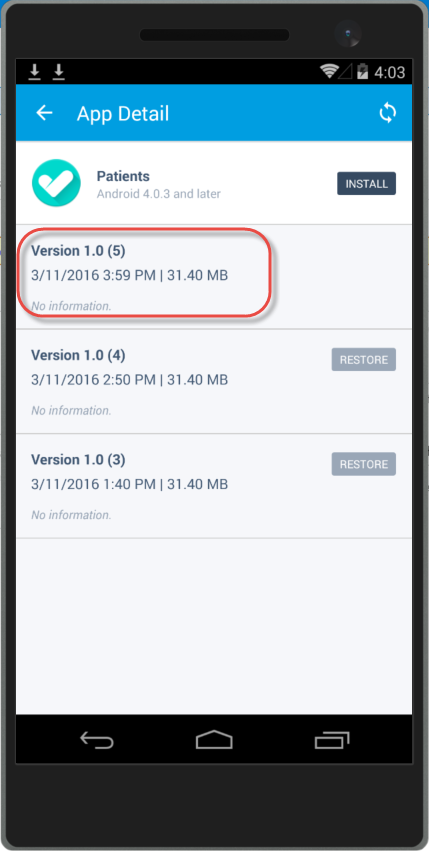 4:03
App Detail
Patients
Android 4.0.3 and later
INSTALL
Version 1.0 (5)
3/11/2016 3:59 PM | 31.40 MB
No information.
Version 1.0 (4)
RESTORE
3/11/2016 2:50 PM | 31.40 MB
No information.
Version 1.0 (3)
RESTORE
3/11/2016 1:40 PM | 31.40 MB
No information.